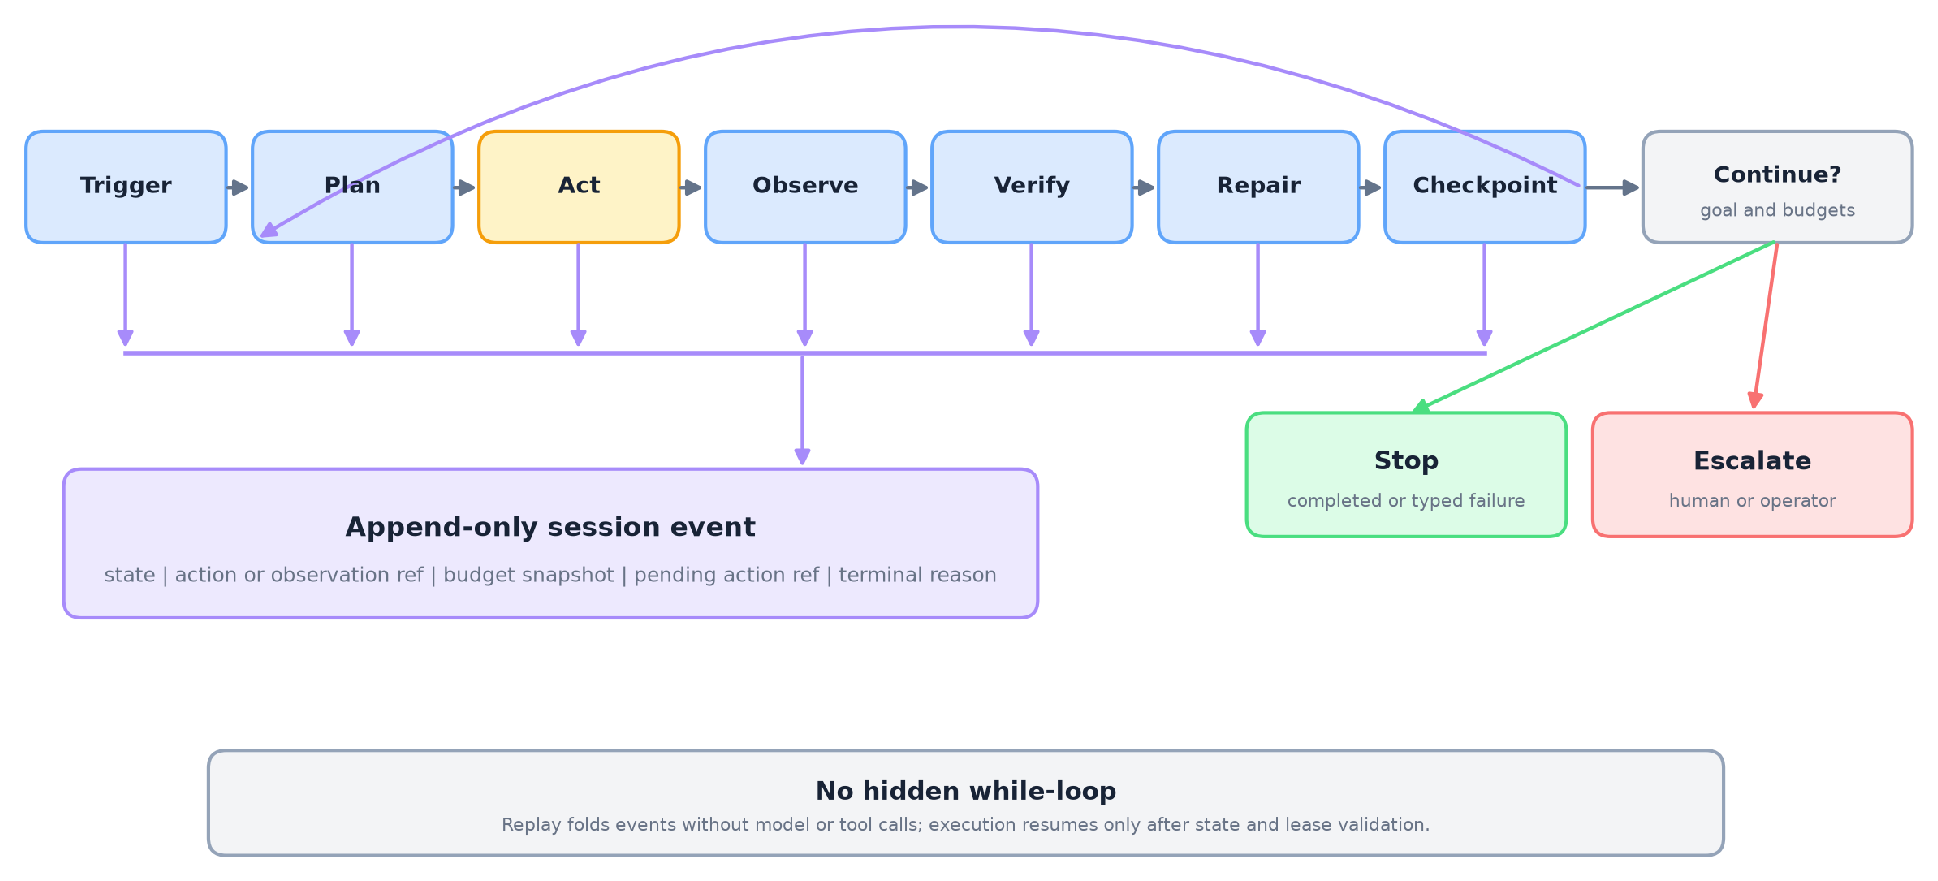 Trigger
Plan
Act
Observe
Verify
Repair
Checkpoint
Continue?
goal and budgets
Stop
completed or typed failure
Escalate
human or operator
Append-only session event
state | action or observation ref | budget snapshot | pending action ref | terminal reason
No hidden while-loop
Replay folds events without model or tool calls; execution resumes only after state and lease validation.